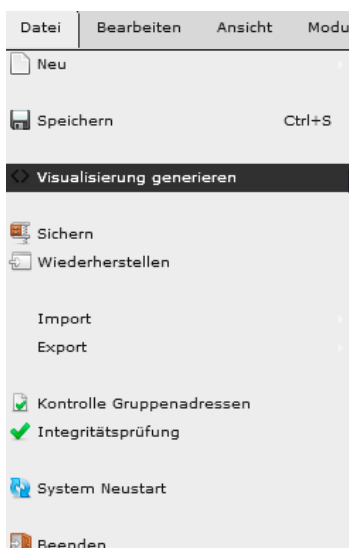 Datei Bearbeiten Ansicht Modu
Neu
Speichern Ctrl+S
Visualisierung generieren
Sichern
Wiederherstellen
Import
Export
Kontrolle Gruppenadressen
Integritätsprüfung
System Neustart
Beenden